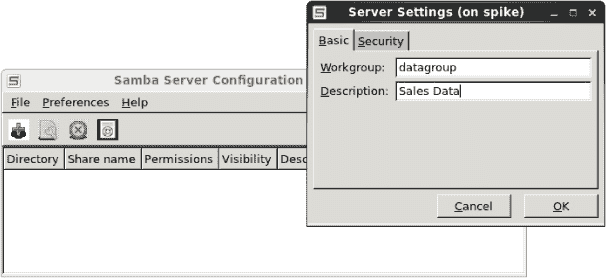 Server Settings (on spike)
Basic Security
Workgroup: datagroup
Description: Sales Data
Cancel OK
Samba Server Configuration
File Preferences Help
Directory Share name Permissions Visibility